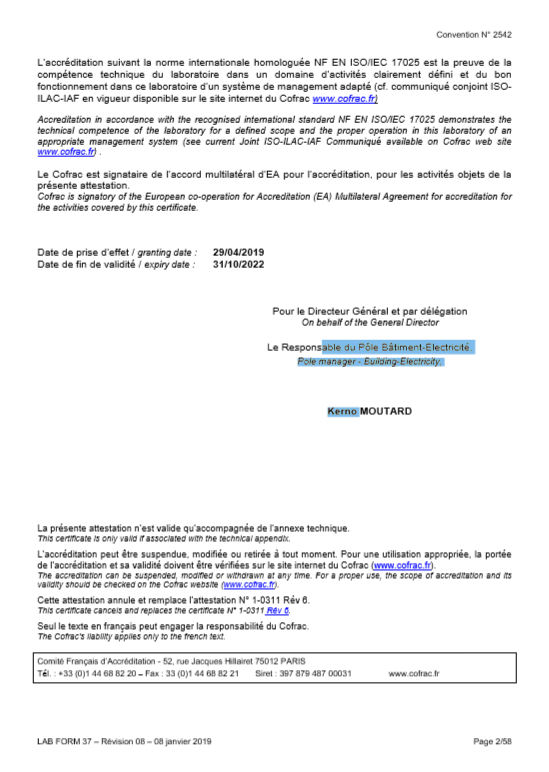 Convention N° 2542
L'accréditation suivant la norme internationale homologuée NF EN ISO/IEC 17025 est la preuve de la
compétence technique du laboratoire dans un domaine d'activités clairement défini et du bon
fonctionnement dans ce laboratoire d'un système de management adapté (cf. communiqué conjoint ISO-
ILAC-IAF en vigueur disponible sur le site internet du Cofrac www.cofrac.fr)
Accreditation in accordance with the recognised international standard NF EN ISO/IEC 17025 demonstrates the
technical competence of the laboratory for a defined scope and the proper operation in this laboratory of an
appropriate management system (see current Joint ISO-ILAC-IAF Communiqué available on Cofrac web site
www.cofrac.fr) .
Le Cofrac est signataire de l'accord multilatéral d'EA pour l'accréditation, pour les activités objets de la
présente attestation.
Cofrac is signatory of the European co-operation for Accreditation (EA) Multilateral Agreement for accreditation for
the activities covered by this certificate.
Date de prise d'effet / granting date : 29/04/2019
Date de fin de validité / expiry date : 31/10/2022
Pour le Directeur Général et par délégation
On behalf of the General Director
Le Responsable du Pôle Bâtiment-Electricité,
Pole manager - Building-Electricity,
Kerno MOUTARD
La présente attestation n'est valide qu'accompagnée de l'annexe technique.
This certificate is only valid if associated with the technical appendix.
L'accréditation peut être suspendue, modifiée ou retirée à tout moment. Pour une utilisation appropriée, la portée
de l'accréditation et sa validité doivent être vérifiées sur le site internet du Cofrac (www.cofrac.fr).
The accreditation can be suspended, modified or withdrawn at any time. For a proper use, the scope of accreditation and its
validity should be checked on the Cofrac website (www.cofrac.fr).
Cette attestation annule et remplace l'attestation N° 1-0311 Rév 6.
This certificate cancels and replaces the certificate N° 1-0311 Rév 6.
Seul le texte en français peut engager la responsabilité du Cofrac.
The Cofrac's liability applies only to the french text.
Comité Français d'Accréditation - 52, rue Jacques Hillairet 75012 PARIS
Tél. : +33 (0)1 44 68 82 20 – Fax : 33 (0)1 44 68 82 21 Siret : 397 879 487 00031 www.cofrac.fr
LAB FORM 37 – Révision 08 – 08 janvier 2019 Page 2/58